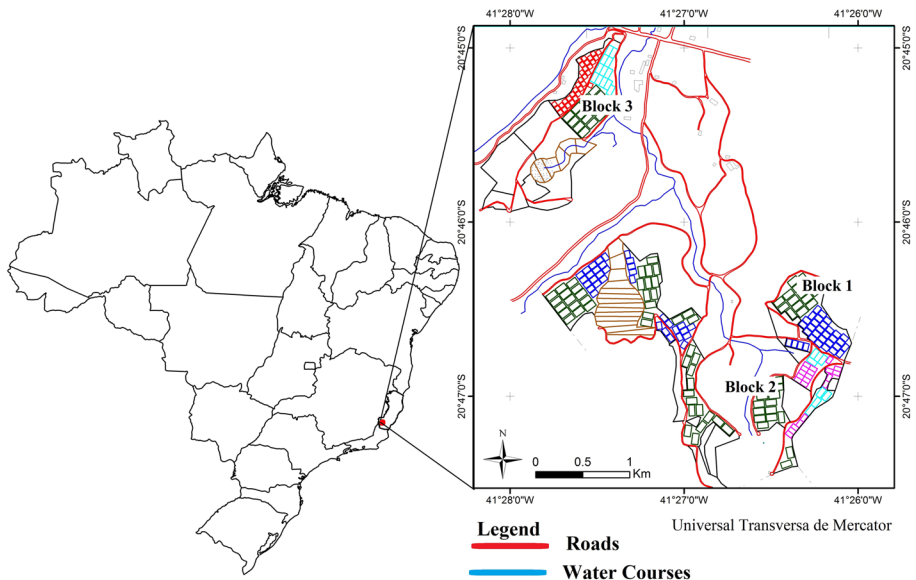 41°28'0"W 41°27'0"W 41°26'0"W
20°45'0"S 20°45'0"S
Block 3
20°46'0"S 20°46'0"S
Block 1
Block 2
20°47'0"S 20°47'0"S
N
0 0.5 1
Km
41°28'0"W 41°27'0"W 41°26'0"W
Legend
Universal Transversa de Mercator
Roads
Water Courses